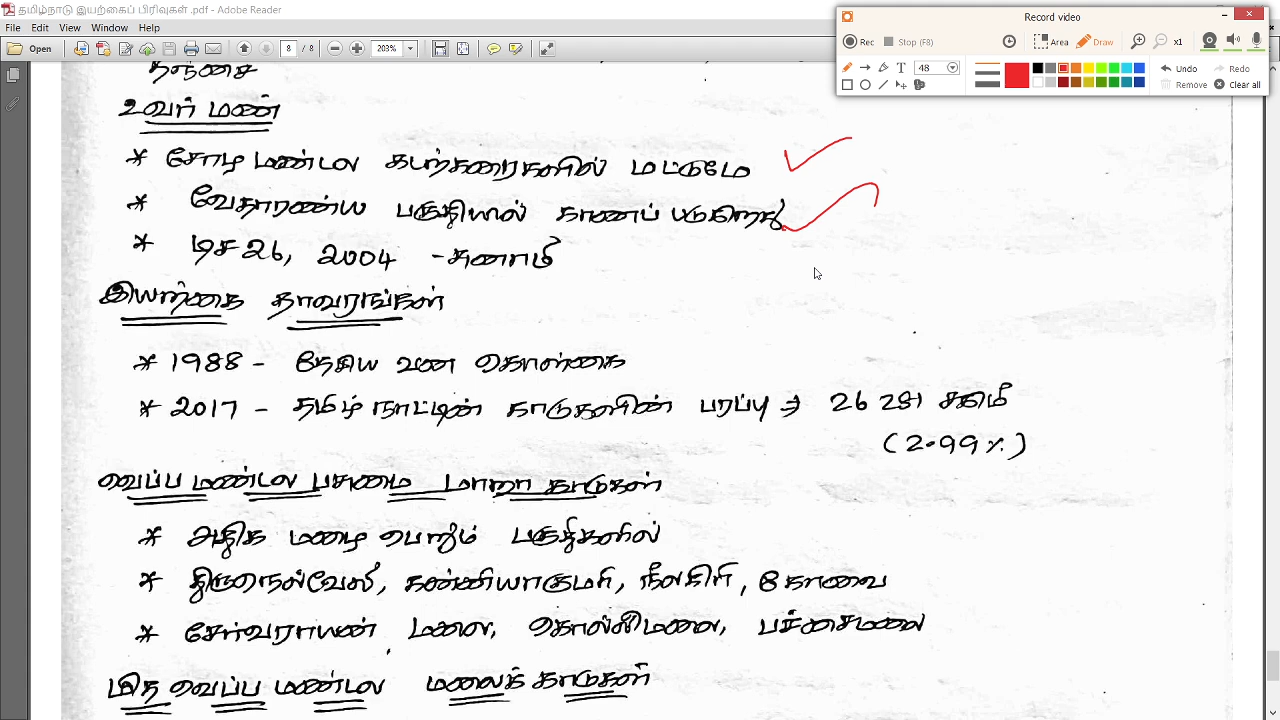 தமிழ்நாடு இயற்கைப் பிரிவுகள் .pdf - Adobe Reader
File Edit View Window Help
Open 8 / 8 203%
Record video
Rec Stop (F8) Area Draw x1
T 48 Undo Redo
Remove Clear all
தஞ்சை
உவர் மண்
* சோழ மண்டல கடற்கரைகளில் மட்டுமே
* வேதாரண்ய பகுதியில் காணப் படுகிறது
* டிச 26, 2004 - சுனாமி
இயற்கை தாவரங்கள்
* 1988 - தேசிய வன கொள்கை
* 2017 - தமிழ் நாட்டின் காடுகளின் பரப்பு → 26 281 சகிமீ
(2.99 %)
வெப்ப மண்டல பசுமை மாறா காடுகள்
* அதிக மழை பெறும் பகுதிகளில்
* திருநெல்வேலி, கன்னியாகுமரி, நீலகிரி, கோவை
* சேர்வராயன் மலை, கொல்லிமலை, பச்சைமலை
மித வெப்ப மண்டல மலைக் காடுகள்